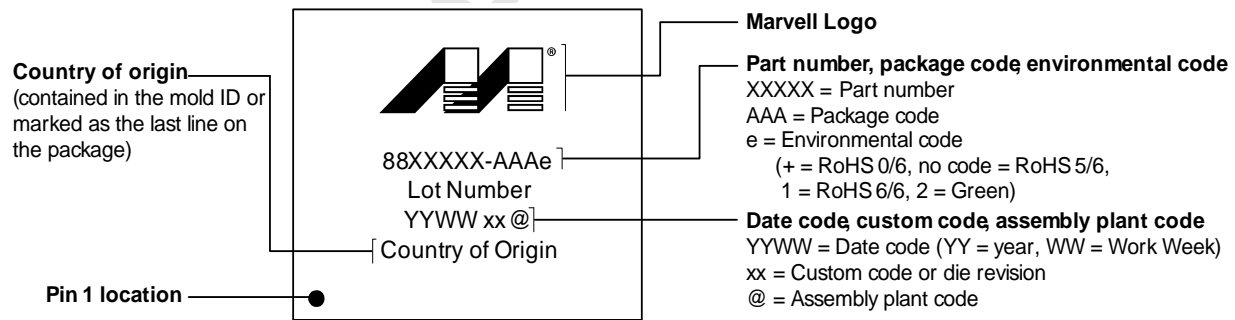 Marvell Logo
Country of origin
(contained in the mold ID or
marked as the last line on
the package)
®
Part number, package code, environmental code
XXXXX = Part number
AAA = Package code
e = Environmental code
(+ = RoHS 0/6, no code = RoHS 5/6,
1 = RoHS 6/6, 2 = Green)
88XXXXX-AAAe
Lot Number
YYWW xx @
Country of Origin
Date code, custom code, assembly plant code
YYWW = Date code (YY = year, WW = Work Week)
xx = Custom code or die revision
@ = Assembly plant code
Pin 1 location